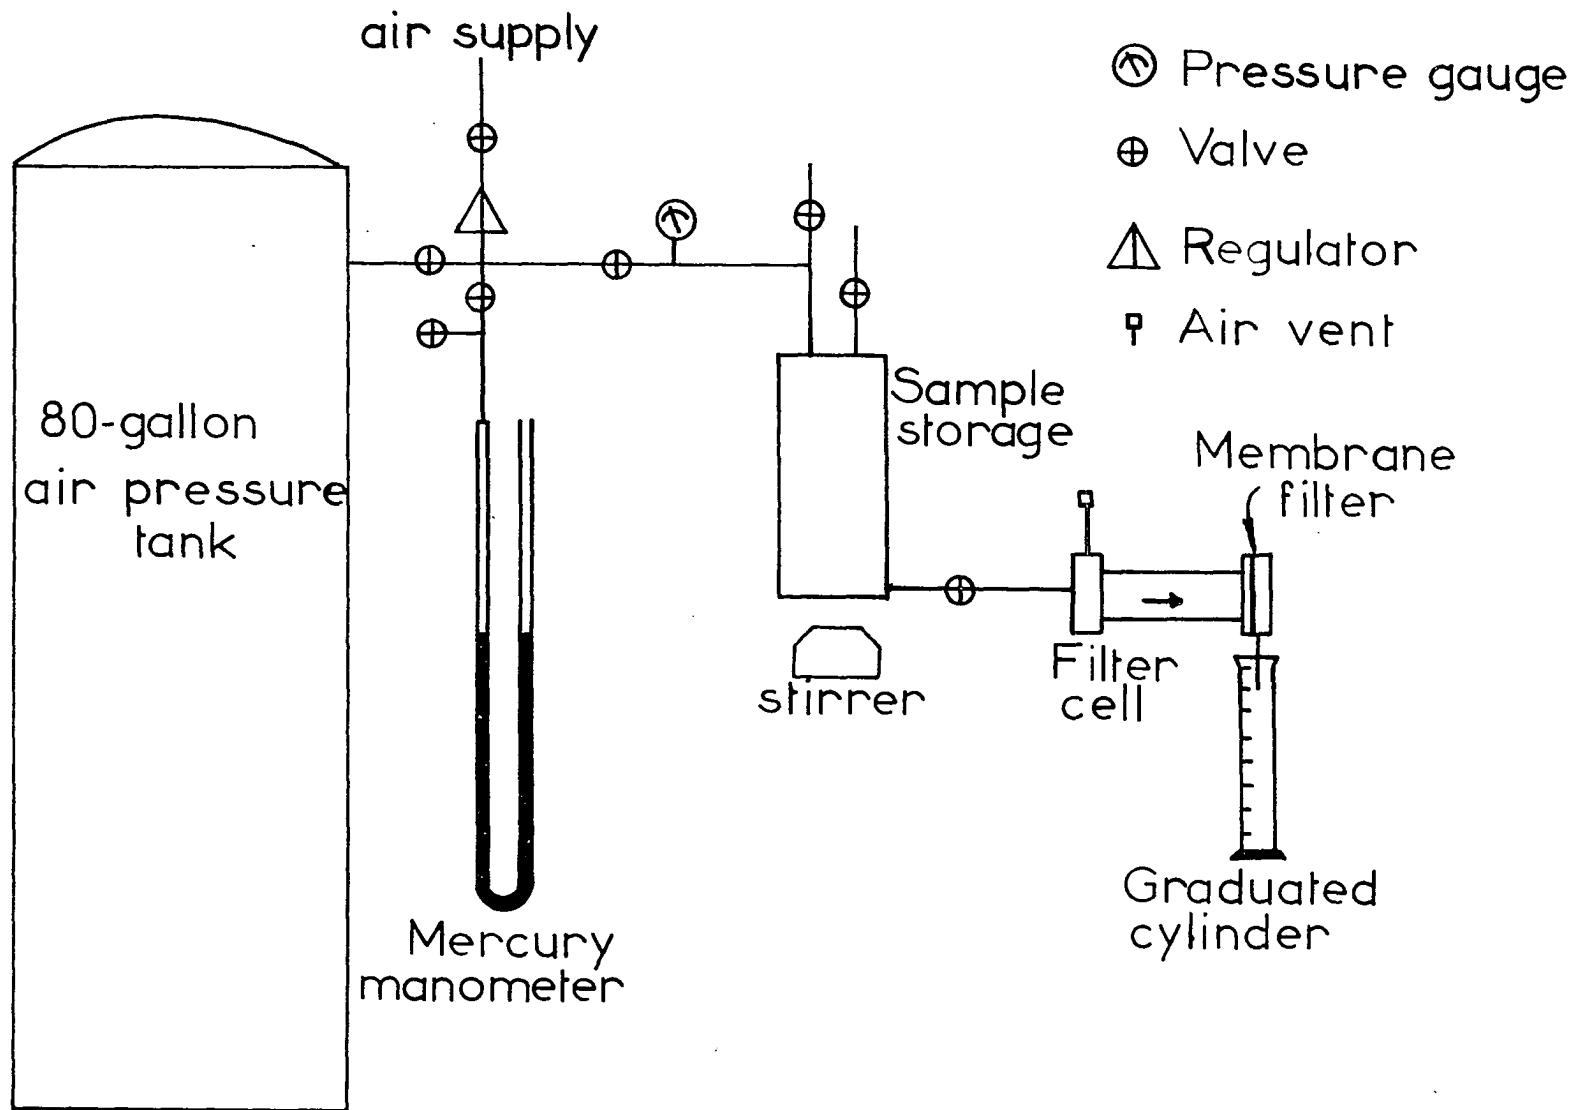 air supply
Pressure gauge
Valve
Regulator
Air vent
80-gallon
air pressure
tank
Sample
storage
Membrane
filter
stirrer
Filter
cell
Graduated
cylinder
Mercury
manometer